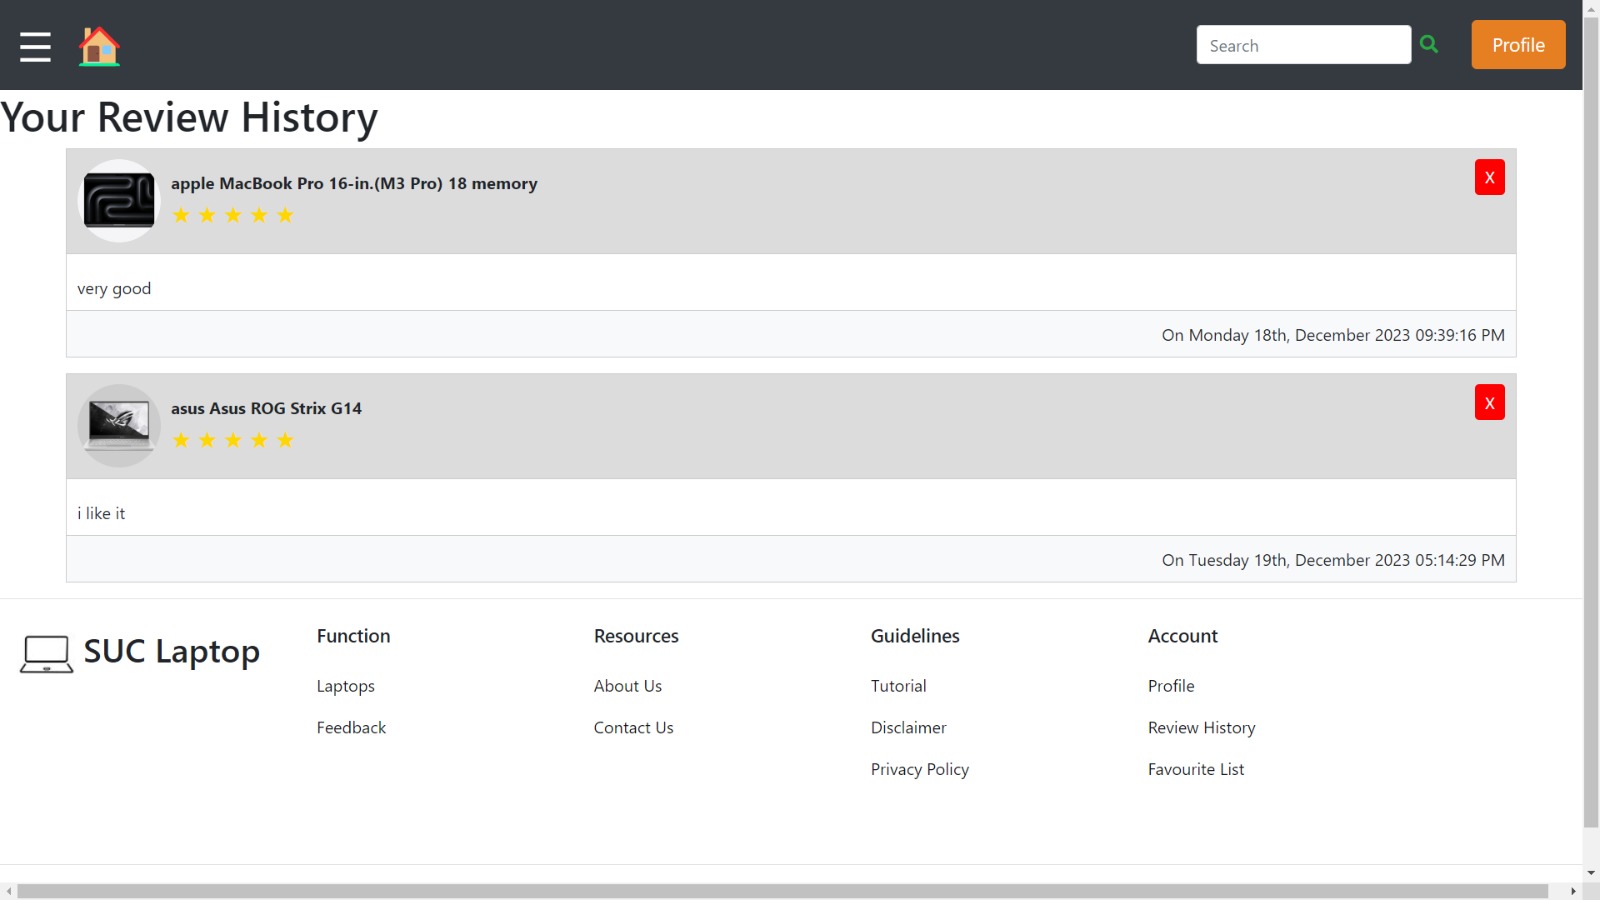 Search
Profile
Your Review History
apple MacBook Pro 16-in.(M3 Pro) 18 memory
X
★ ★ ★ ★ ★
very good
On Monday 18th, December 2023 09:39:16 PM
asus Asus ROG Strix G14
X
★ ★ ★ ★ ★
i like it
On Tuesday 19th, December 2023 05:14:29 PM
SUC Laptop
Function
Laptops
Feedback
Resources
About Us
Contact Us
Guidelines
Tutorial
Disclaimer
Privacy Policy
Account
Profile
Review History
Favourite List